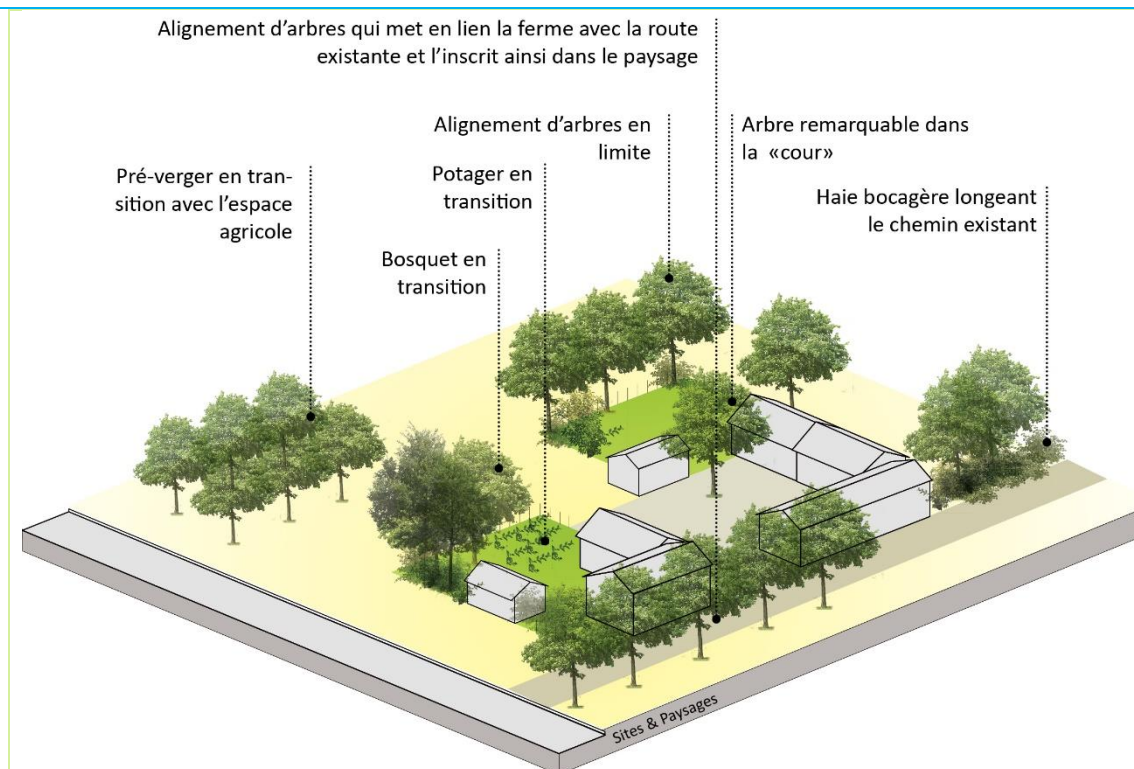 Alignement d’arbres qui met en lien la ferme avec la route
existante et l’inscrit ainsi dans le paysage
Alignement d’arbres en
limite
Arbre remarquable dans
la «cour»
Pré-verger en tran-
sition avec l’espace
agricole
Potager en
transition
Haie bocagère longeant
le chemin existant
Bosquet en
transition
Sites & Paysages